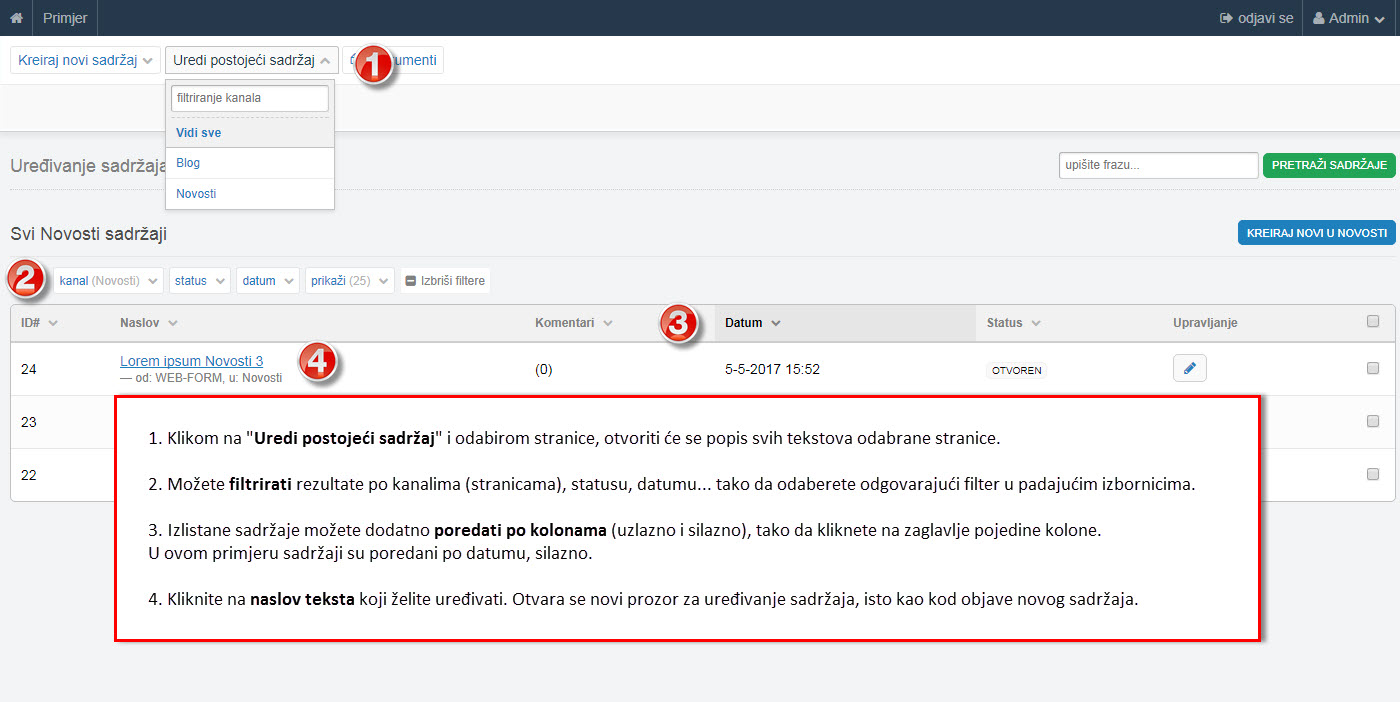 Primjer
odjavi se
Admin
Kreiraj novi sadržaj
Uredi postojeći sadržaj
1
filtriranje kanala
Vidi sve
Blog
Novosti
Uređivanje sadržaja
upišite frazu...
PRETRAŽI SADRŽAJE
Svi Novosti sadržaji
KREIRAJ NOVI U NOVOSTI
2
kanal (Novosti)
status
datum
prikaži (25)
Izbriši filtere
ID#
Naslov
Komentari
3
Datum
Status
Upravljanje
24
Lorem ipsum Novosti 3
— od: WEB-FORM, u: Novosti
4
(0)
5-5-2017 15:52
OTVOREN
23
22
1. Klikom na "Uredi postojeći sadržaj" i odabirom stranice, otvoriti će se popis svih tekstova odabrane stranice.
2. Možete filtrirati rezultate po kanalima (stranicama), statusu, datumu... tako da odaberete odgovarajući filter u padajućim izbornicima.
3. Izlistane sadržaje možete dodatno poredati po kolonama (uzlazno i silazno), tako da kliknete na zaglavlje pojedine kolone.
U ovom primjeru sadržaji su poredani po datumu, silazno.
4. Kliknite na naslov teksta koji želite uređivati. Otvara se novi prozor za uređivanje sadržaja, isto kao kod objave novog sadržaja.